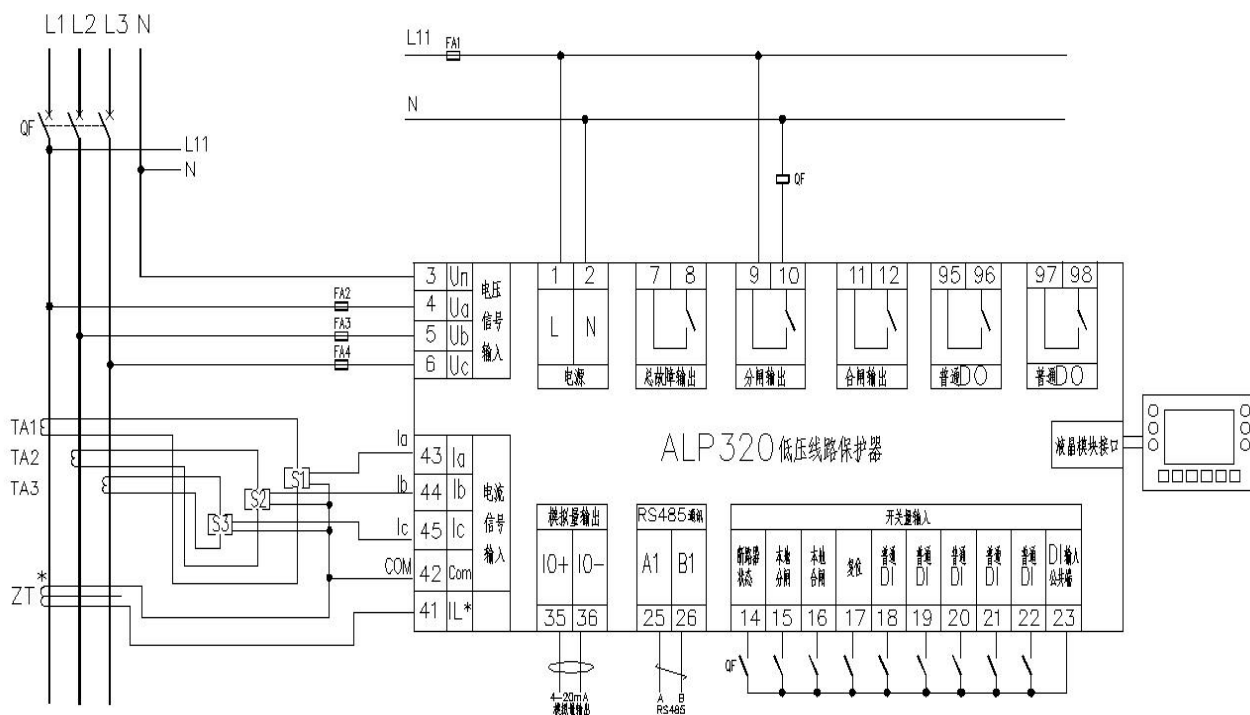 L1 L2 L3 N
L11 FA1
N
QF
L11
N
QF
3 Un
4 Ua
5 Ub
6 Uc
电压信号输入
FA2
FA3
FA4
1 2
L N
电源
7 8
总故障输出
9 10
分闸输出
11 12
合闸输出
95 96
普通DO
97 98
普通DO
TA1
TA2
TA3
S1
S2
S3
Ia
Ib
Ic
COM
ZT *
43 Ia
44 Ib
45 Ic
42 Com
41 IL*
电流信号输入
ALP320低压线路保护器
液晶模块接口
模拟量输出
IO+ IO-
35 36
4-20mA
模拟量输出
RS485通讯
A1 B1
25 26
A B
RS485
开关量输入
断路器状态
本地分闸
本地合闸
复位
普通DI
普通DI
普通DI
普通DI
普通DI
DI输入公共端
14 15 16 17 18 19 20 21 22 23
QF